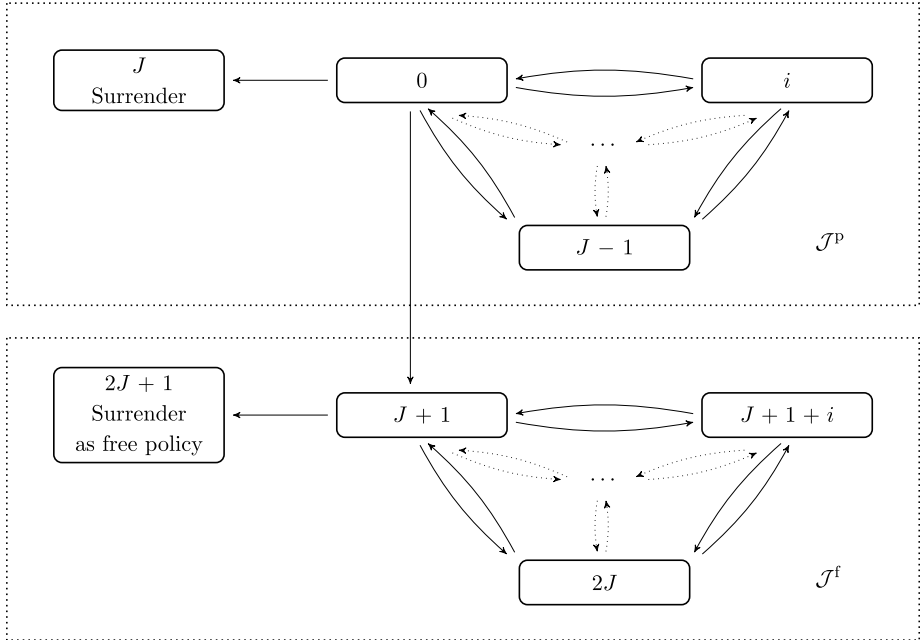 J
Surrender
0
i
...
J − 1
𝒥^p
2J + 1
Surrender
as free policy
J + 1
J + 1 + i
...
2J
𝒥^f